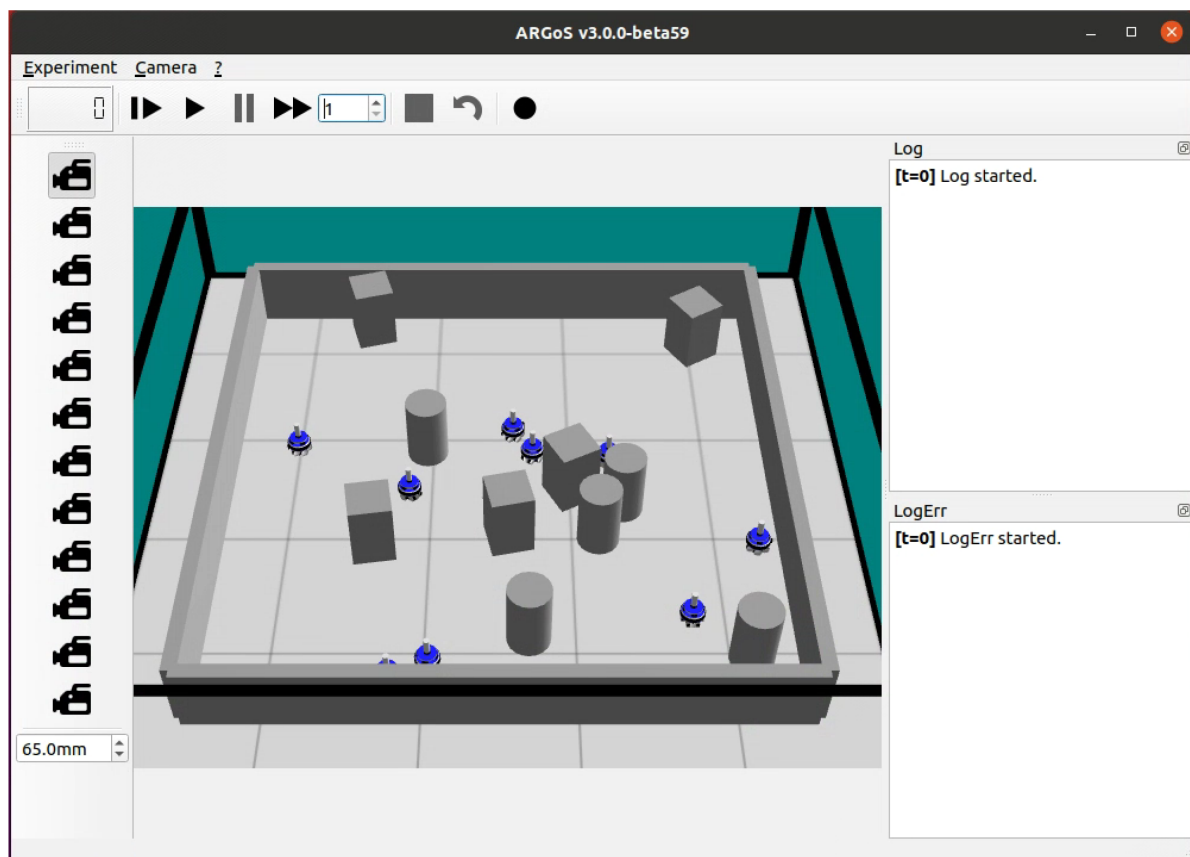 ARGoS v3.0.0-beta59
Experiment Camera ?
0
1
Log
[t=0] Log started.
LogErr
[t=0] LogErr started.
65.0mm